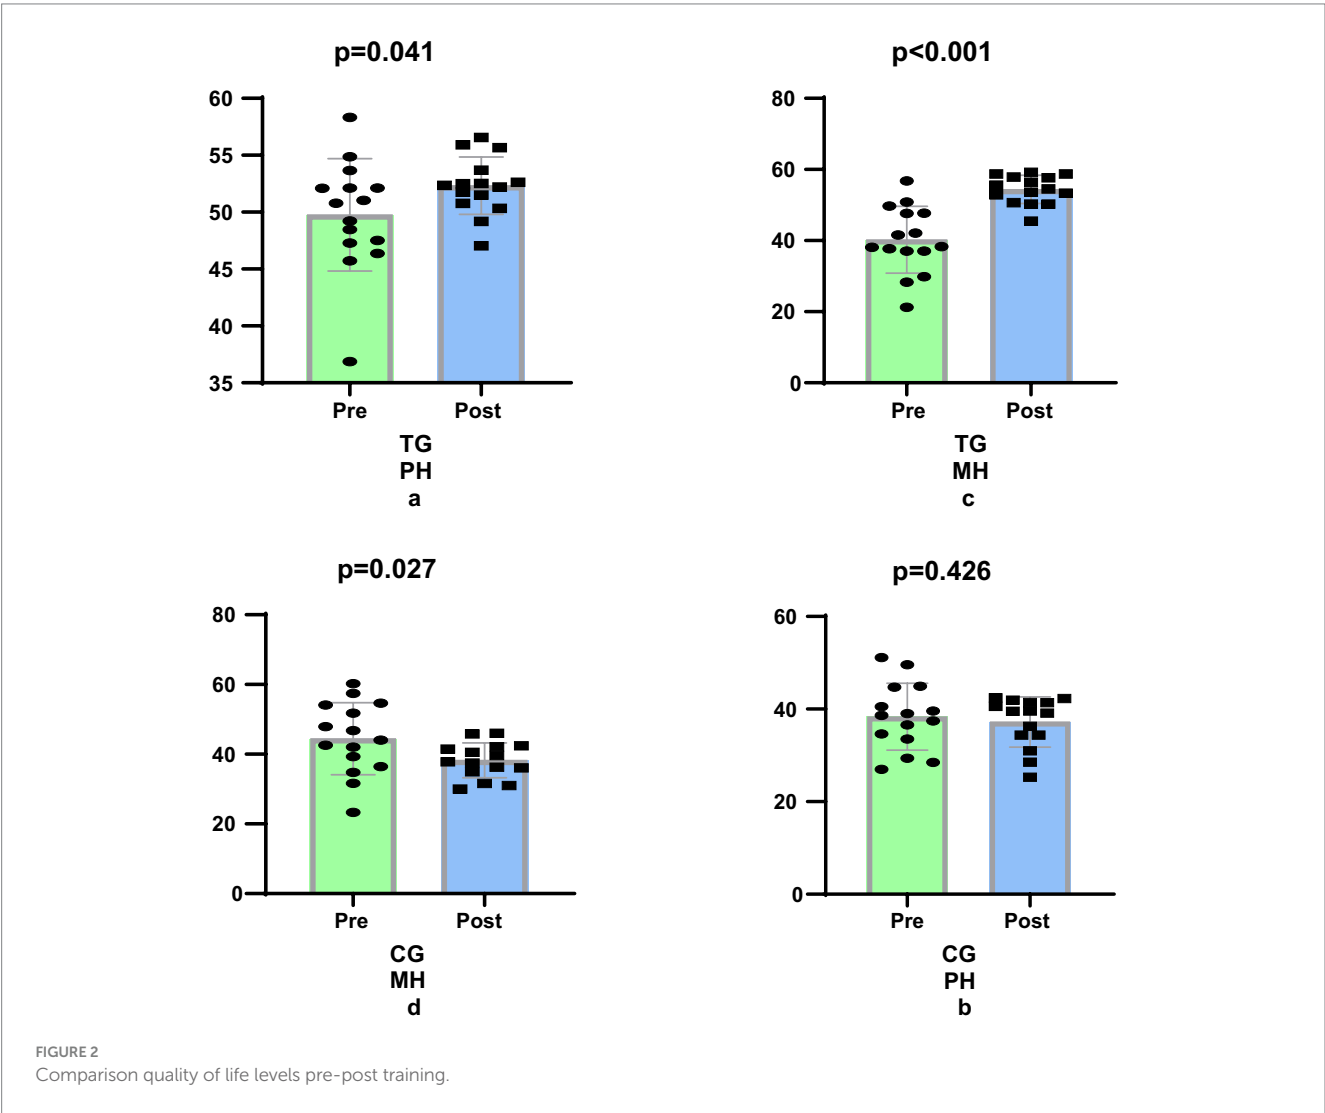 p=0.041
60
55
50
45
40
35
Pre Post
TG
PH
a
p<0.001
80
60
40
20
0
Pre Post
TG
MH
c
p=0.027
80
60
40
20
0
Pre Post
CG
MH
d
p=0.426
60
40
20
0
Pre Post
CG
PH
b
FIGURE 2
Comparison quality of life levels pre-post training.